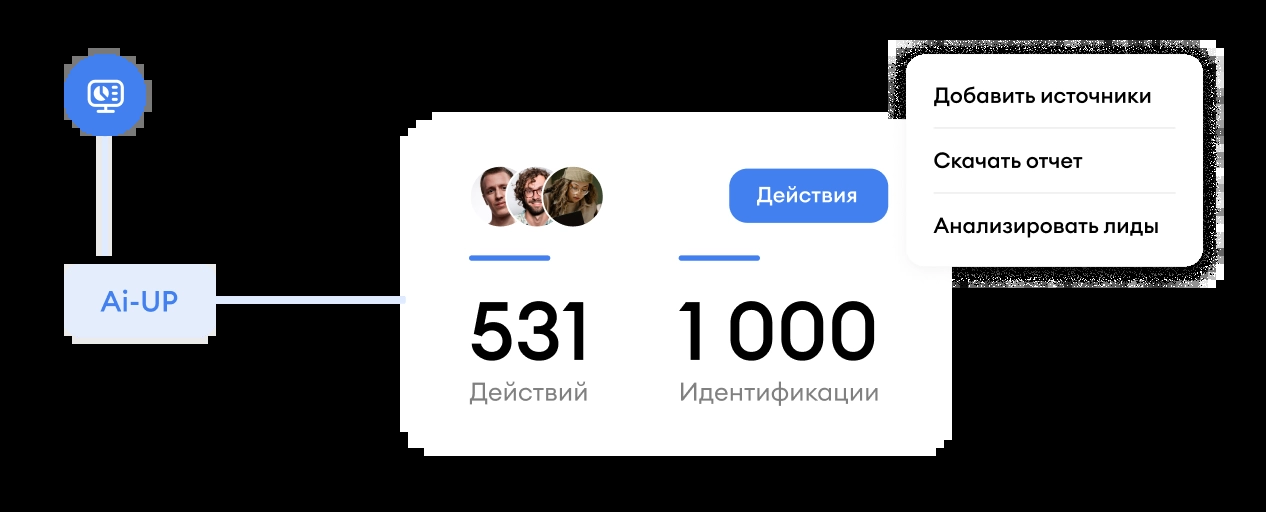 Добавить источники
Скачать отчет
Анализировать лиды
Действия
Ai-UP
531
Действий
1 000
Идентификации